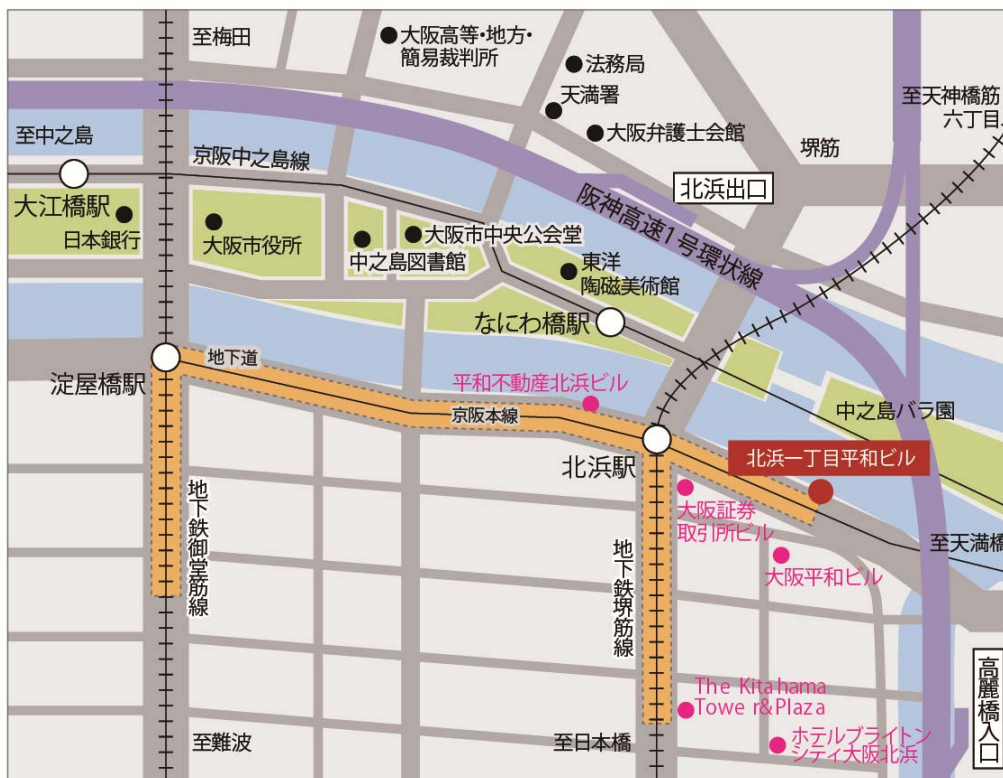 至梅田
大阪高等・地方・
簡易裁判所
法務局
天満署
大阪弁護士会館
至天神橋筋
六丁目
堺筋
至中之島
京阪中之島線
北浜出口
大江橋駅
日本銀行
大阪市役所
中之島図書館
大阪市中央公会堂
東洋
陶磁美術館
阪神高速1号環状線
なにわ橋駅
淀屋橋駅
地下道
平和不動産北浜ビル
京阪本線
中之島バラ園
北浜駅
北浜一丁目平和ビル
大阪証券
取引所ビル
至天満橋
大阪平和ビル
地下鉄御堂筋線
地下鉄堺筋線
高麗橋入口
The Kitahama
Tower&Plaza
至難波
至日本橋
ホテルブライトン
シティ大阪北浜